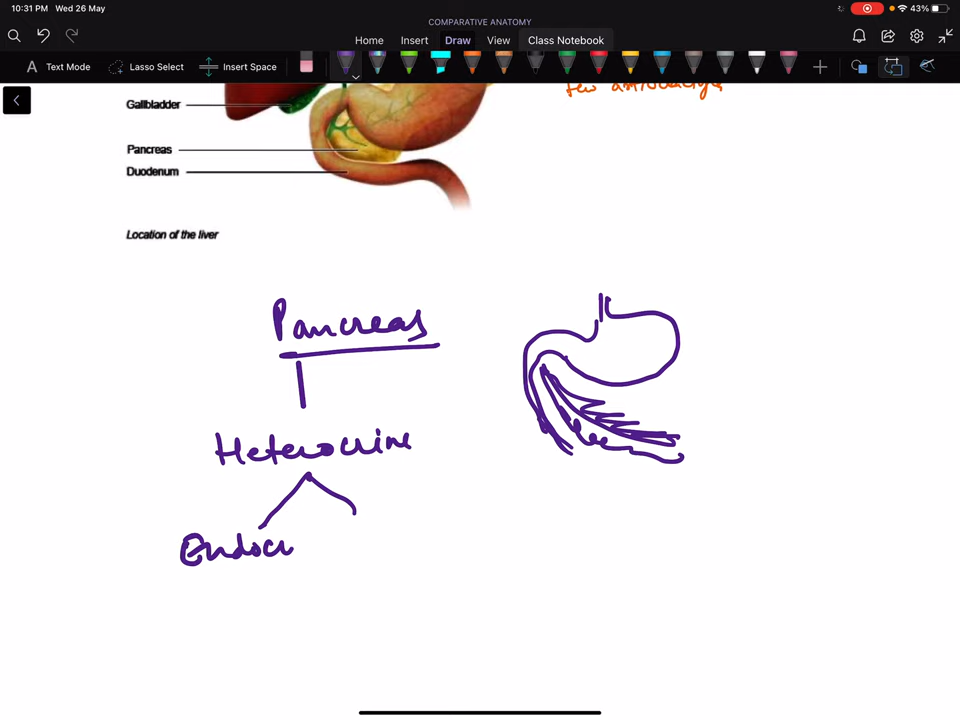 10:31 PM Wed 26 May
43%
COMPARATIVE ANATOMY
Home Insert Draw View Class Notebook
Text Mode Lasso Select Insert Space
few
Gallbladder
Pancreas
Duodenum
Location of the liver
Pancreas
Heterocrine
Endocr